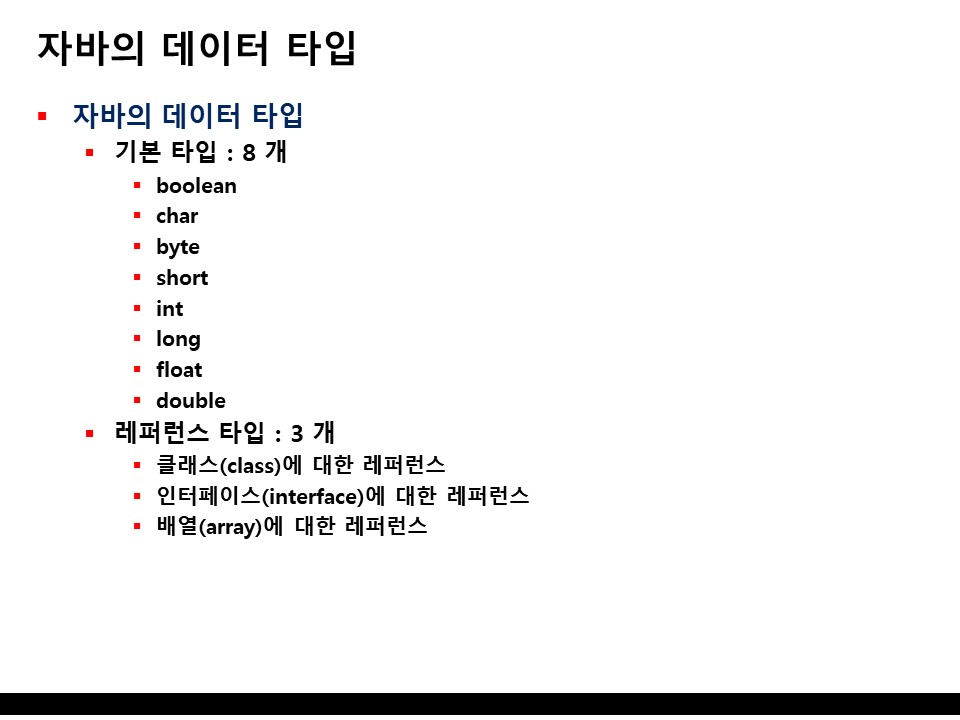 자바의 데이터 타입
자바의 데이터 타입
기본 타입 : 8 개
boolean
char
byte
short
int
long
float
double
레퍼런스 타입 : 3 개
클래스(class)에 대한 레퍼런스
인터페이스(interface)에 대한 레퍼런스
배열(array)에 대한 레퍼런스